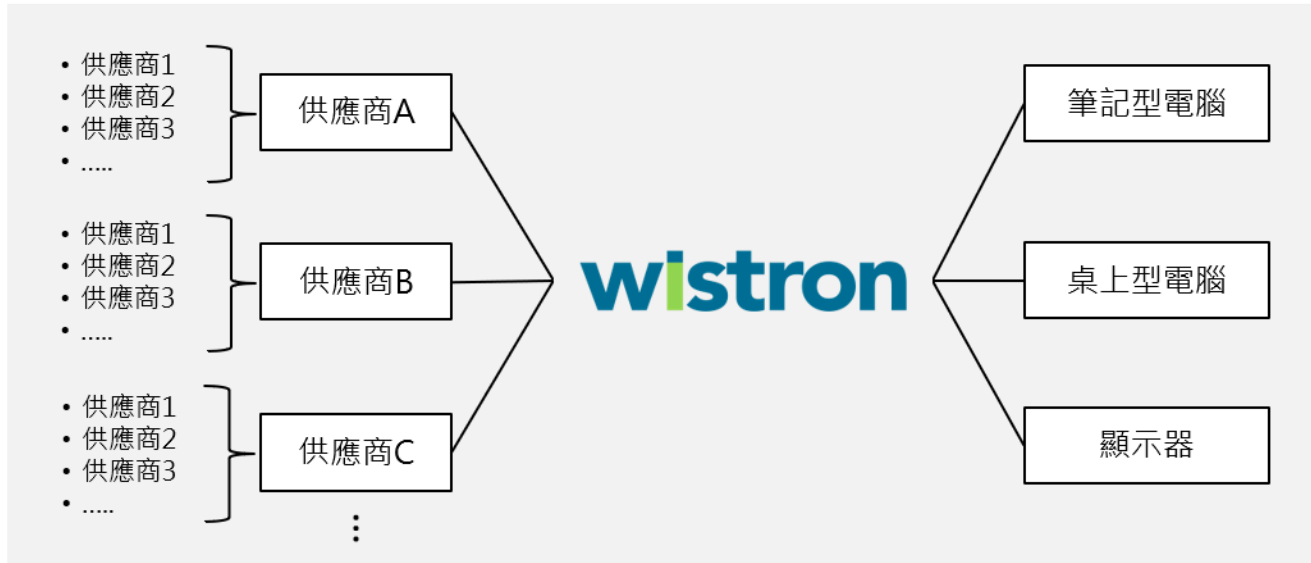 • 供應商1
• 供應商2
• 供應商3
• .....
供應商A
• 供應商1
• 供應商2
• 供應商3
• .....
供應商B
• 供應商1
• 供應商2
• 供應商3
• .....
供應商C
⋮
wistron
筆記型電腦
桌上型電腦
顯示器